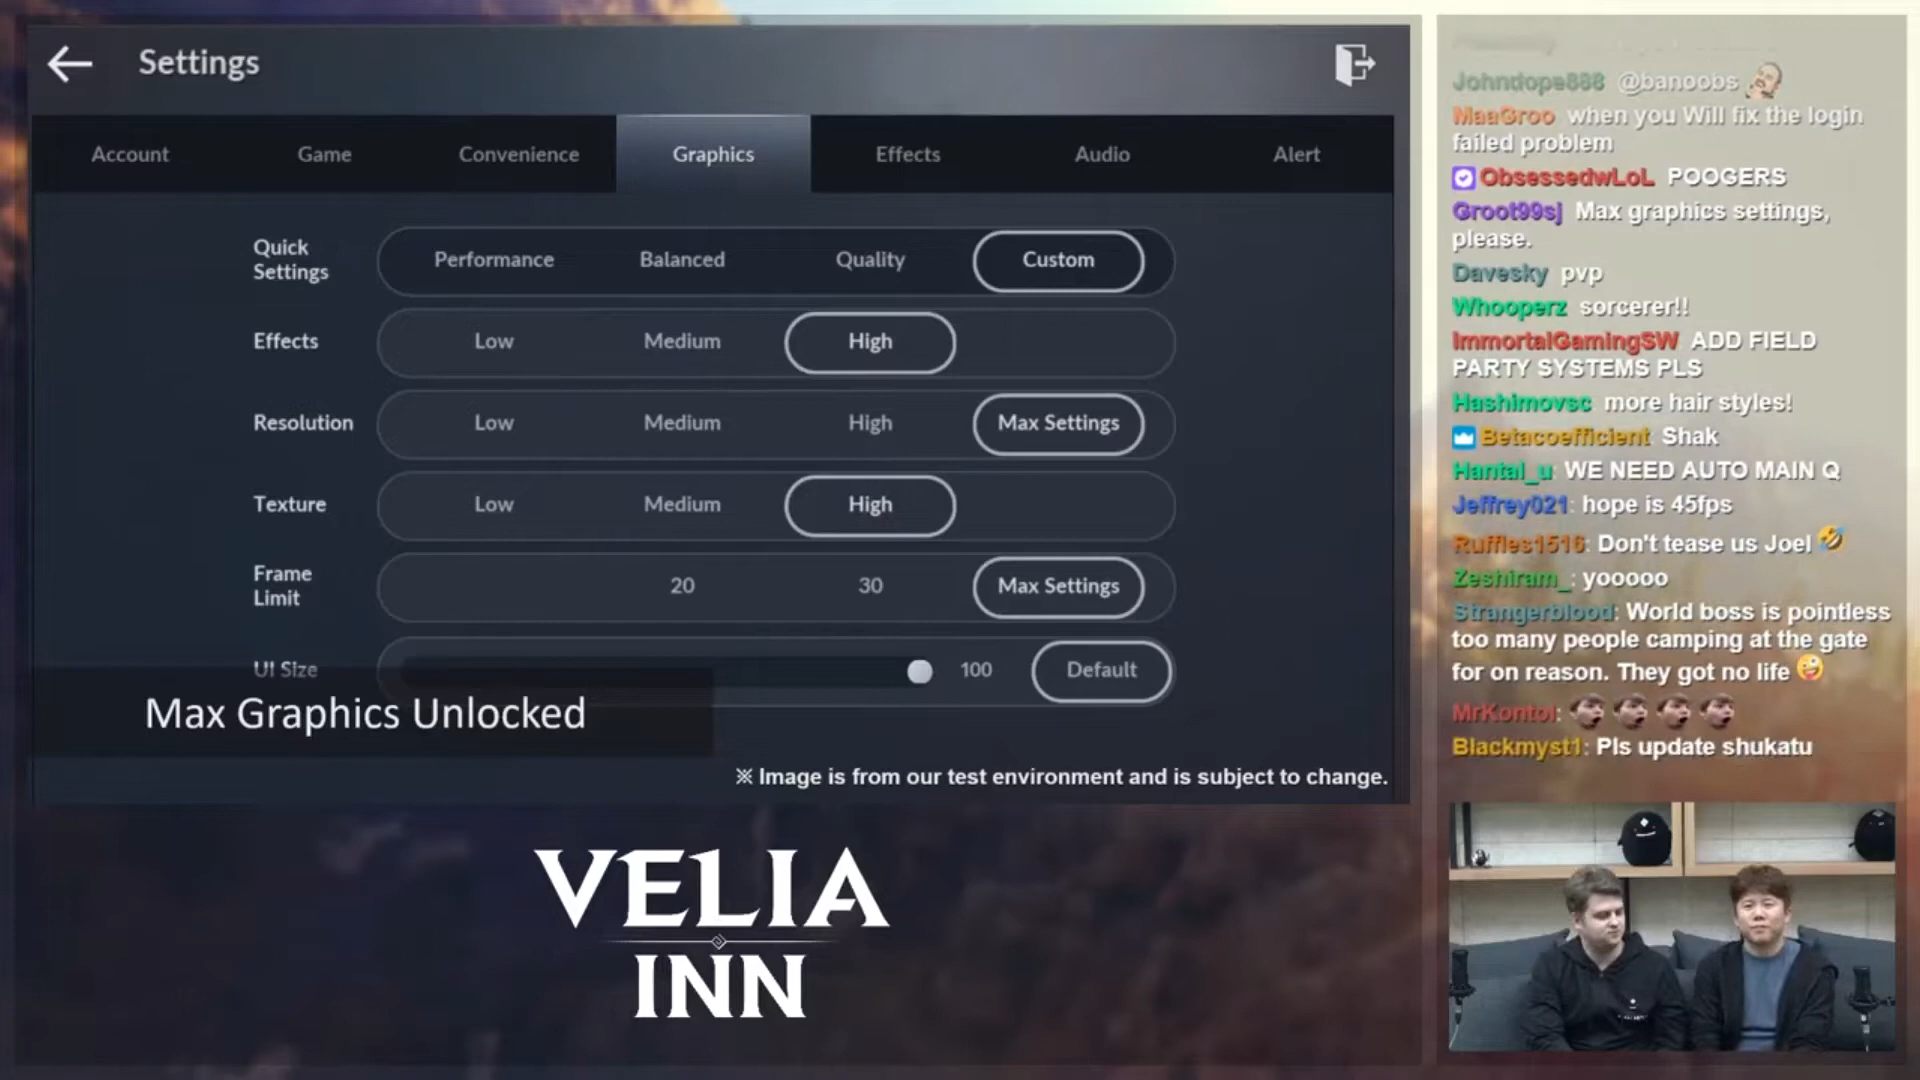 Settings
Account Game Convenience Graphics Effects Audio Alert
Quick
Settings
Performance Balanced Quality Custom
Effects Low Medium High
Resolution Low Medium High Max Settings
Texture Low Medium High
Frame
Limit
20 30 Max Settings
UI Size 100 Default
Max Graphics Unlocked
※ Image is from our test environment and is subject to change.
VELIA
INN
Johndope888 @banoobs
MaaGroo when you Will fix the login
failed problem
ObsessedwLoL POOGERS
Groot99sj Max graphics settings,
please.
Davesky pvp
Whooperz sorcerer!!
ImmortalGamingSW ADD FIELD
PARTY SYSTEMS PLS
Hashimovsc more hair styles!
Betacoefficient: Shak
Hantal_u: WE NEED AUTO MAIN Q
Jeffrey021: hope is 45fps
Ruffles1516: Don't tease us Joel 🤣
Zeshiram_: yooooo
Strangerblood: World boss is pointless
too many people camping at the gate
for on reason. They got no life 🤪
MrKontol:
Blackmyst1: Pls update shukatu